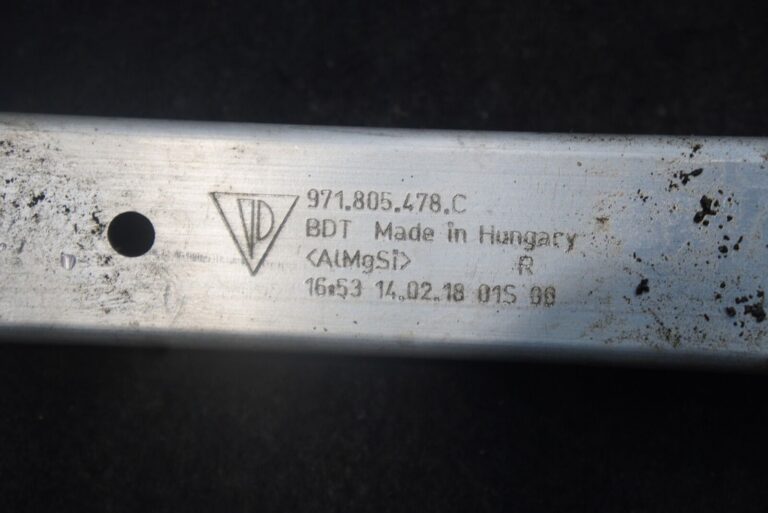 971.805.478.C
BDT Made in Hungary
<AlMgSi> R
16:53 14.02.18 01S 00